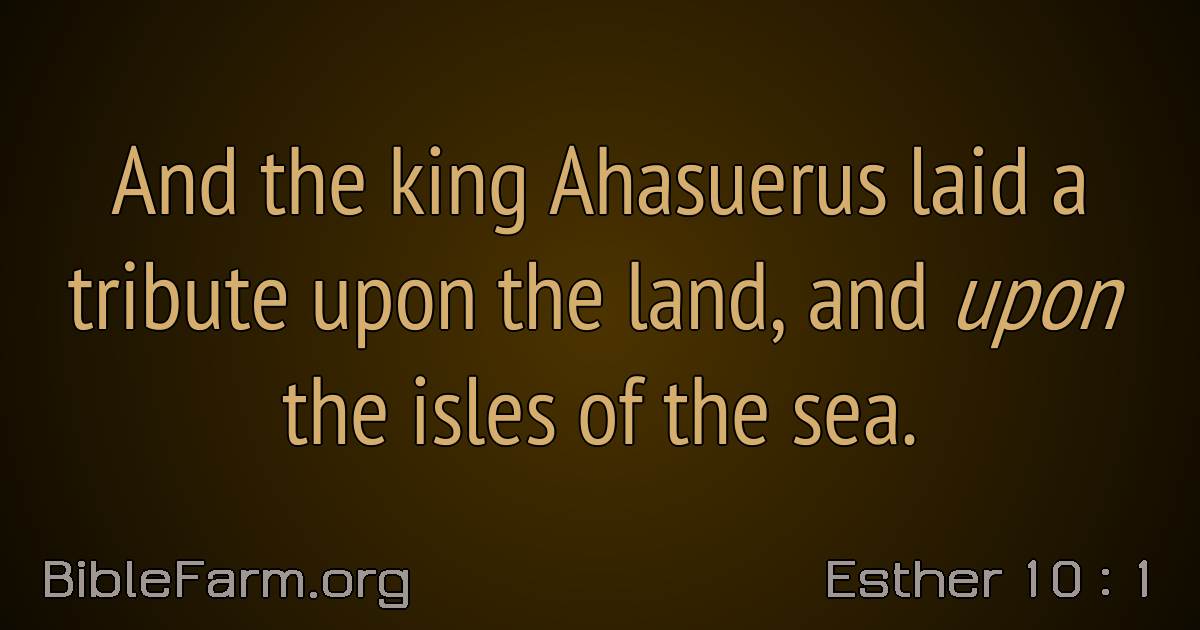 And the king Ahasuerus laid a
tribute upon the land, and upon
the isles of the sea.
BibleFarm.org
Esther 10 : 1